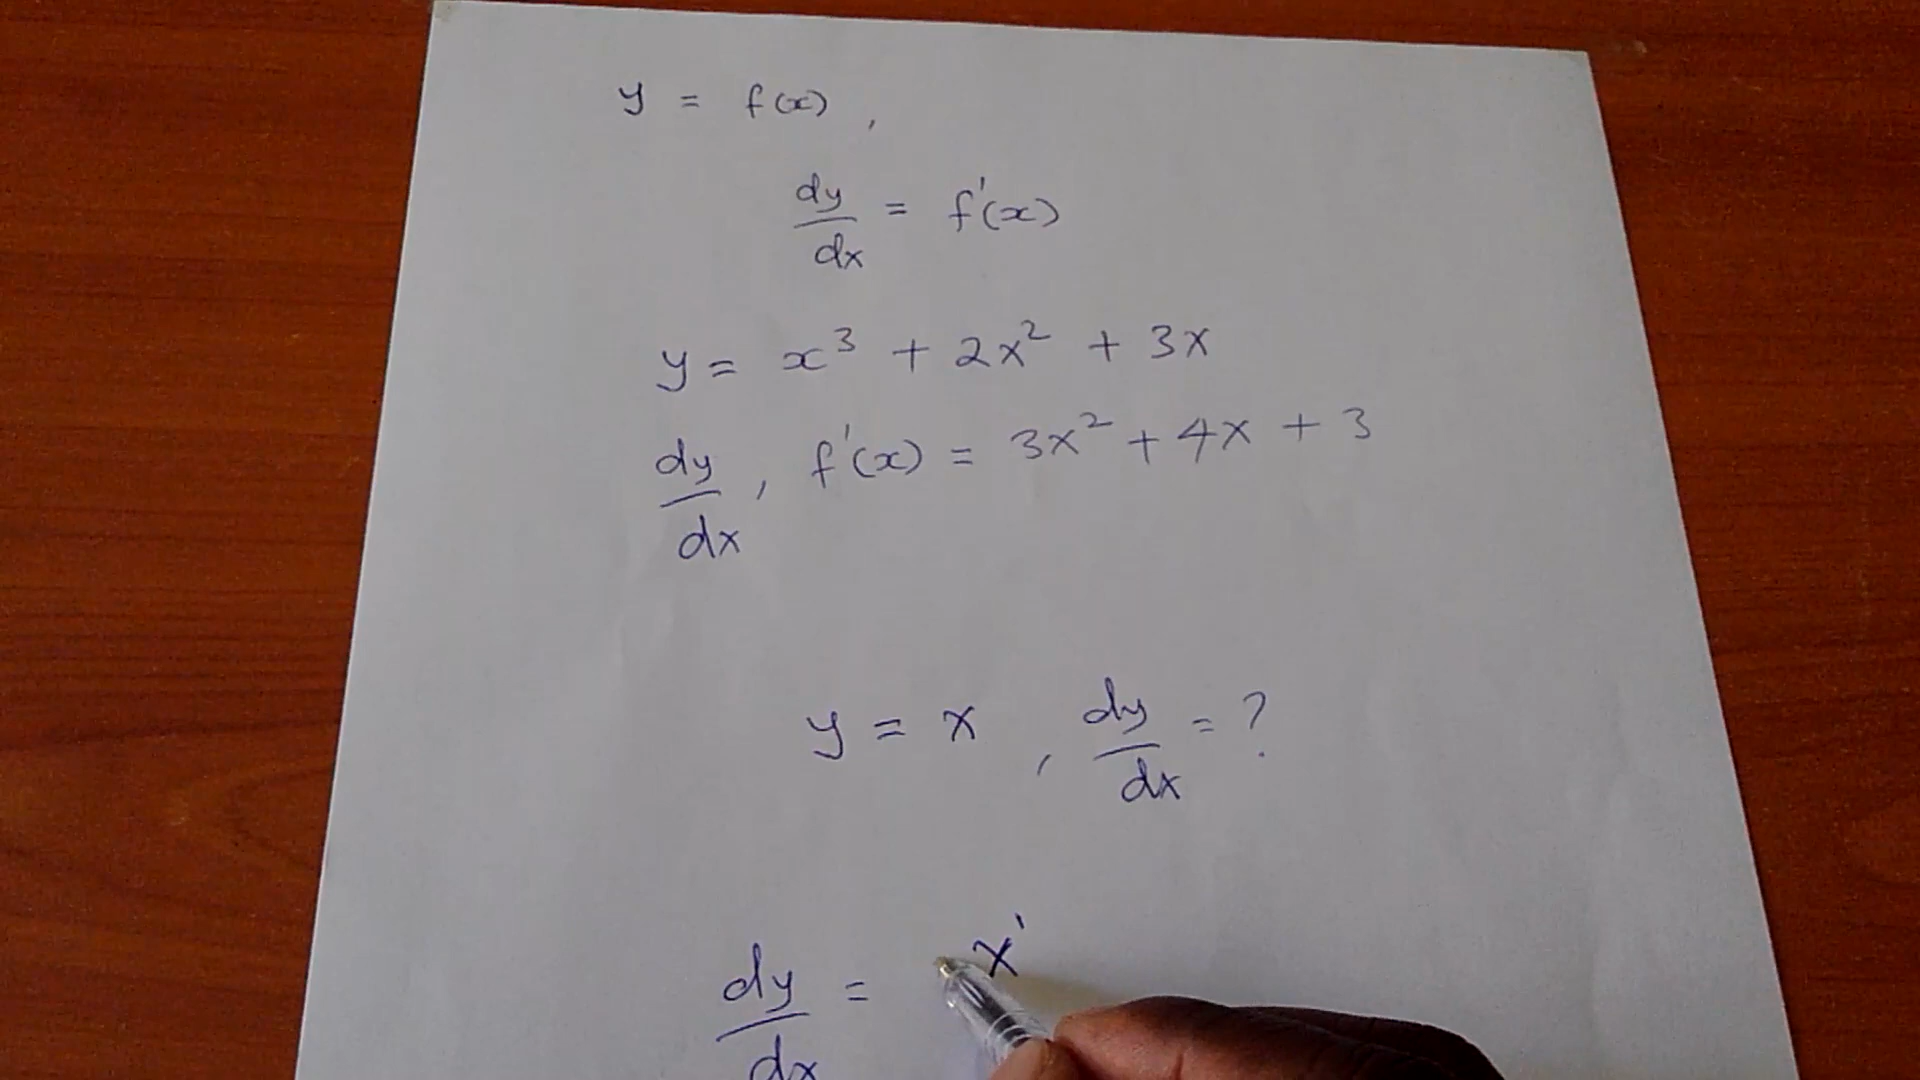 y = f(x) ,
dy/dx = f'(x)
y = x³ + 2x² + 3x
dy/dx , f'(x) = 3x² + 4x + 3
y = x , dy/dx = ?
dy/dx = x'